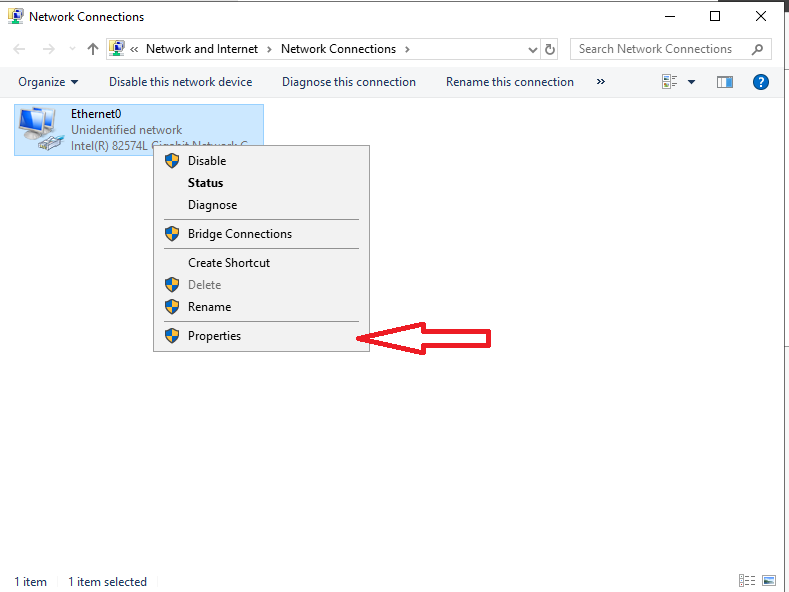 Network Connections
« Network and Internet › Network Connections ›
Search Network Connections
Organize
Disable this network device
Diagnose this connection
Rename this connection
»
Ethernet0
Unidentified network
Intel(R) 82574L Gigabit Network C
Disable
Status
Diagnose
Bridge Connections
Create Shortcut
Delete
Rename
Properties
1 item
1 item selected